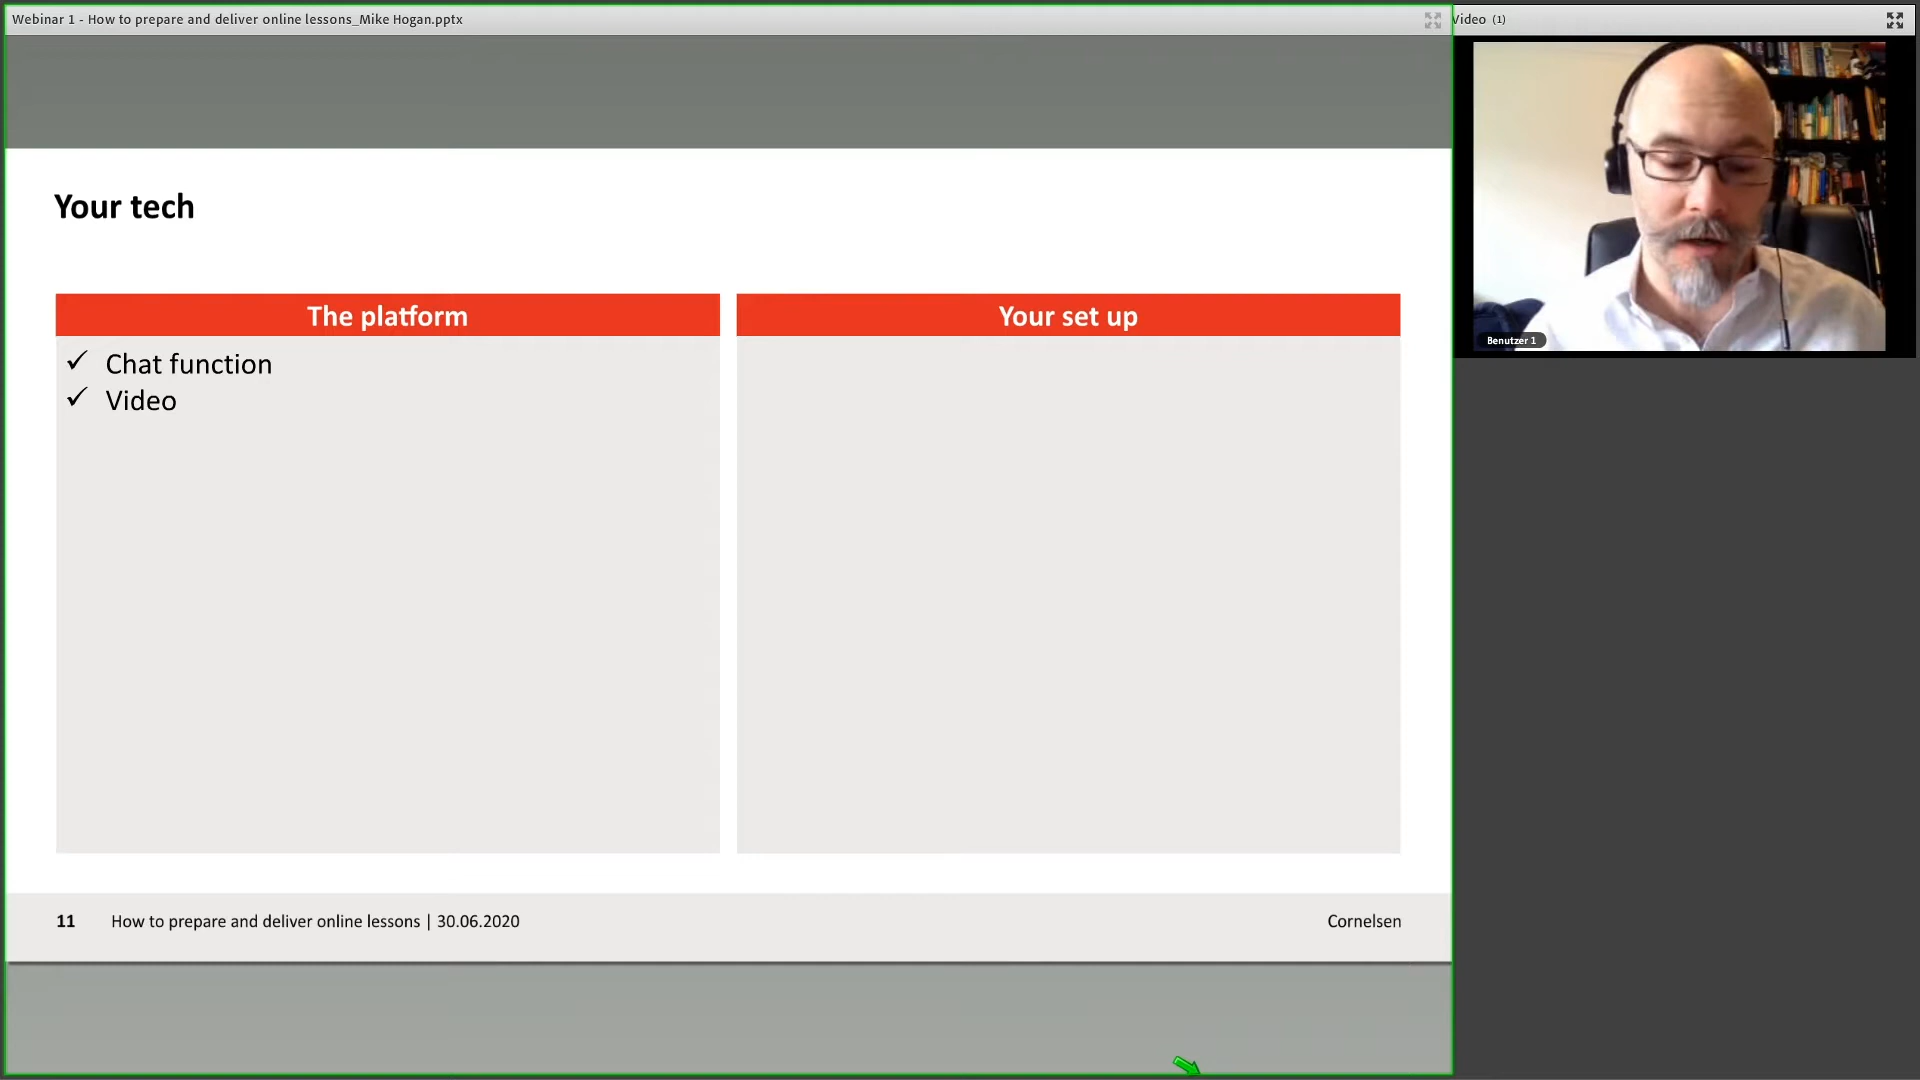 Webinar 1 - How to prepare and deliver online lessons_Mike Hogan.pptx
Video (1)
Your tech
The platform
Your set up
✓ Chat function
✓ Video
Benutzer 1
11 How to prepare and deliver online lessons | 30.06.2020
Cornelsen